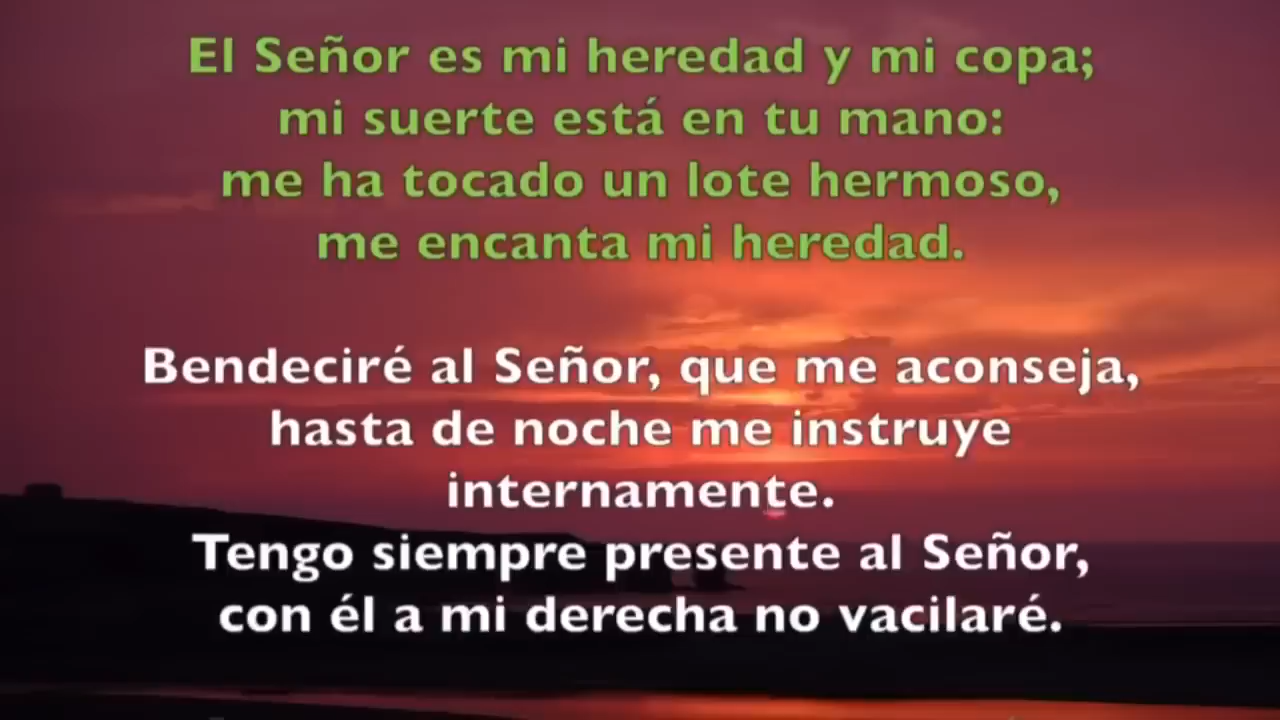 El Señor es mi heredad y mi copa;
mi suerte está en tu mano:
me ha tocado un lote hermoso,
me encanta mi heredad.
Bendeciré al Señor, que me aconseja,
hasta de noche me instruye
internamente.
Tengo siempre presente al Señor,
con él a mi derecha no vacilaré.